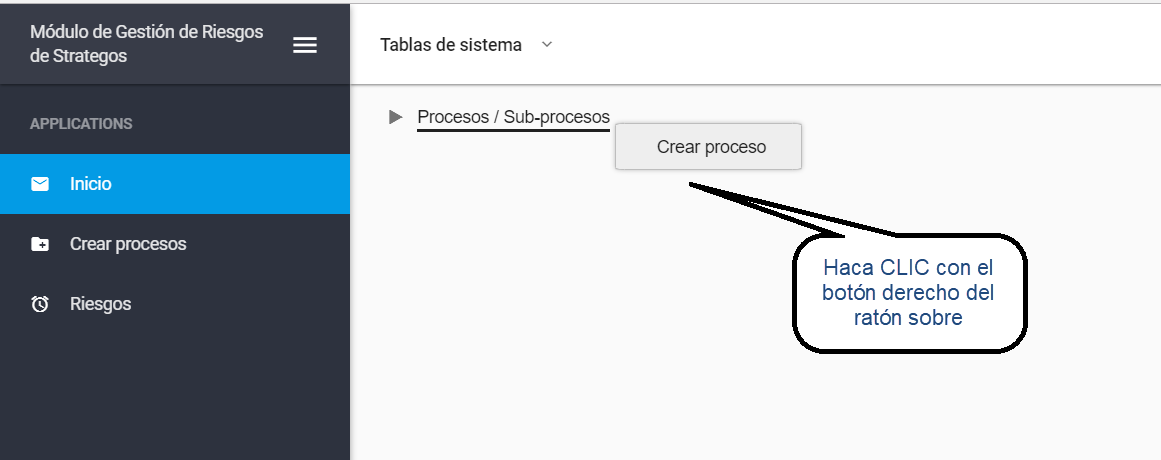 Módulo de Gestión de Riesgos
de Strategos
Tablas de sistema
APPLICATIONS
Inicio
Crear procesos
Riesgos
Procesos / Sub-procesos
Crear proceso
Haca CLIC con el
botón derecho del
ratón sobre